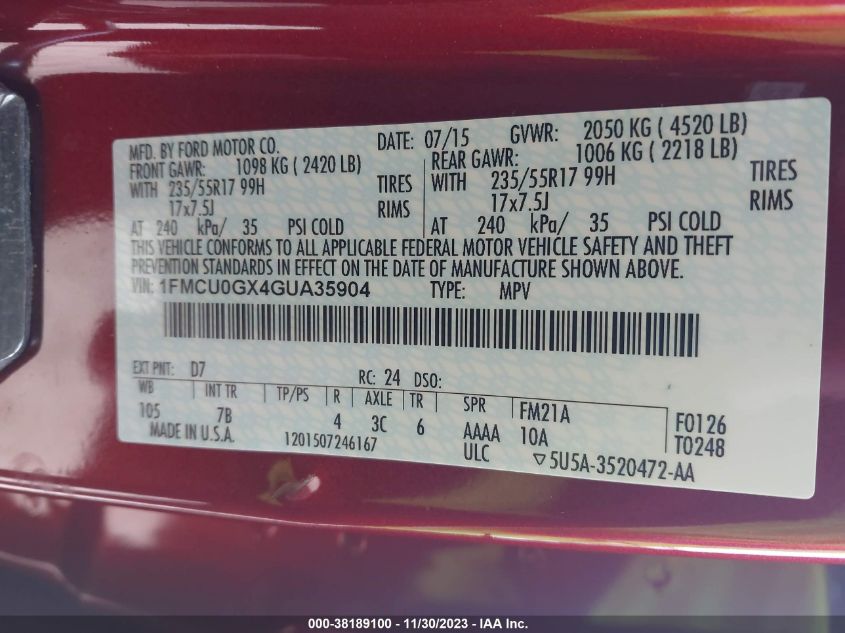 MFD. BY FORD MOTOR CO. DATE: 07/15 GVWR: 2050 KG ( 4520 LB)
FRONT GAWR: 1098 KG ( 2420 LB) REAR GAWR: 1006 KG ( 2218 LB)
WITH 235/55R17 99H TIRES WITH 235/55R17 99H TIRES
17x7.5J RIMS 17x7.5J RIMS
AT 240 kPa/ 35 PSI COLD AT 240 kPa/ 35 PSI COLD
THIS VEHICLE CONFORMS TO ALL APPLICABLE FEDERAL MOTOR VEHICLE SAFETY AND THEFT
PREVENTION STANDARDS IN EFFECT ON THE DATE OF MANUFACTURE SHOWN ABOVE.
VIN: 1FMCU0GX4GUA35904 TYPE: MPV
EXT PNT: D7 RC: 24 DSO:
WB INT TR TP/PS R AXLE TR SPR FM21A F0126
105 7B 4 3C 6 AAAA 10A T0248
MADE IN U.S.A. 1201507246167 ULC ▽5U5A-3520472-AA
000-38189100 - 11/30/2023 - IAA Inc.